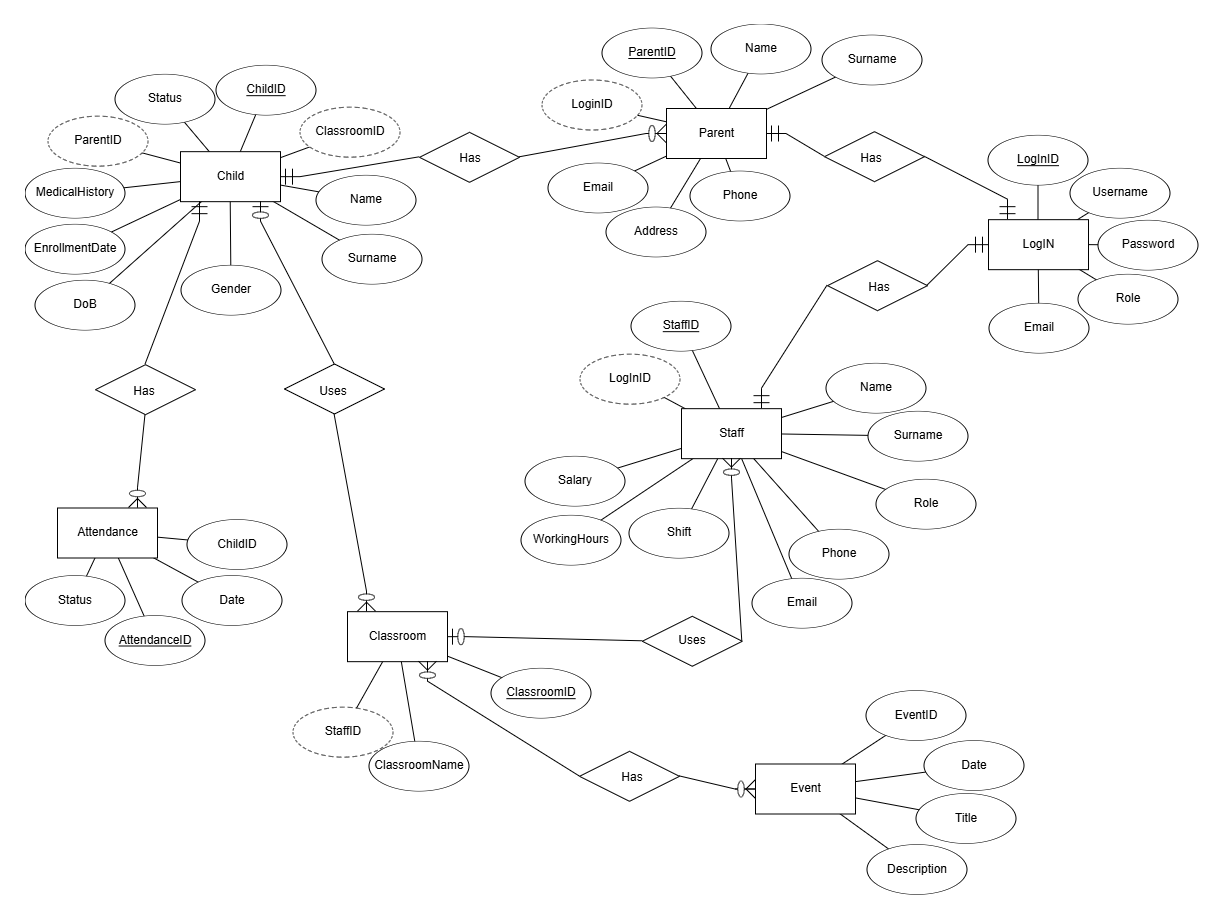 ParentID
Name
Surname
LoginID
Parent
Email
Address
Phone
Has
Status
ChildID
ParentID
ClassroomID
Child
MedicalHistory
Name
EnrollmentDate
Surname
DoB
Gender
Has
LogInID
Username
LogIN
Password
Role
Email
Has
StaffID
LogInID
Name
Staff
Surname
Salary
Role
WorkingHours
Shift
Phone
Email
Has
Uses
Attendance
ChildID
Status
Date
AttendanceID
Classroom
Uses
ClassroomID
StaffID
ClassroomName
Has
EventID
Date
Event
Title
Description